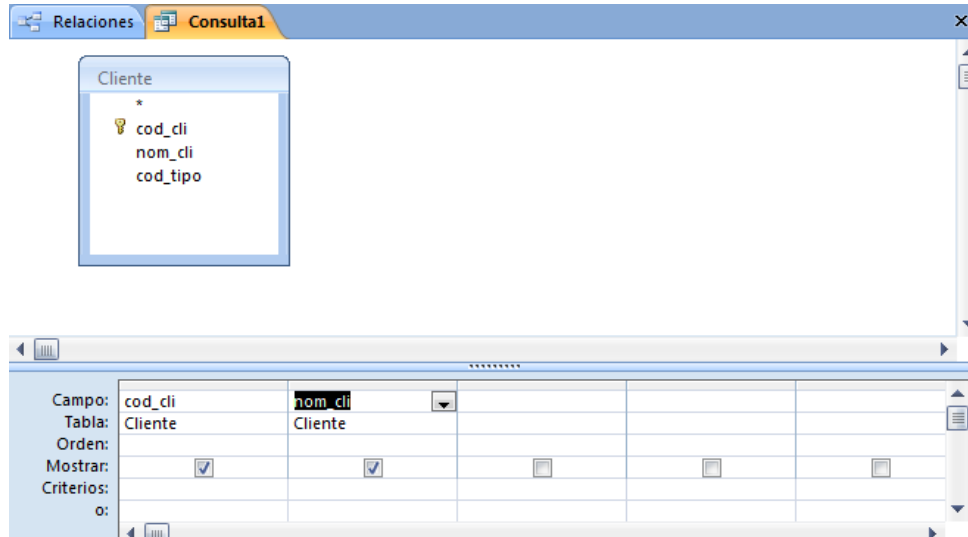 Relaciones Consulta1
Cliente
*
cod_cli
nom_cli
cod_tipo
Campo: cod_cli nom_cli
Tabla: Cliente Cliente
Orden:
Mostrar:
Criterios:
o: